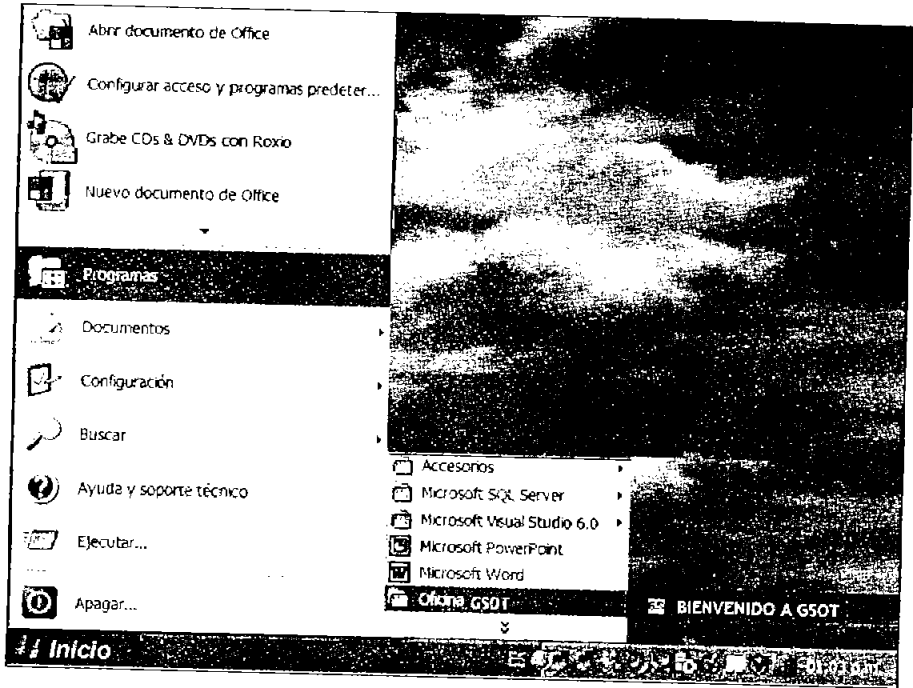 Abrir documento de Office
Configurar acceso y programas predeter...
Grabe CDs & DVDs con Roxio
Nuevo documento de Office
Programas
Documentos
Configuración
Buscar
Ayuda y soporte técnico
Ejecutar...
Apagar...
Accesorios
Microsoft SQL Server
Microsoft Visual Studio 6.0
Microsoft PowerPoint
Microsoft Word
Oficina GSOT
BIENVENIDO A GSOT
Inicio